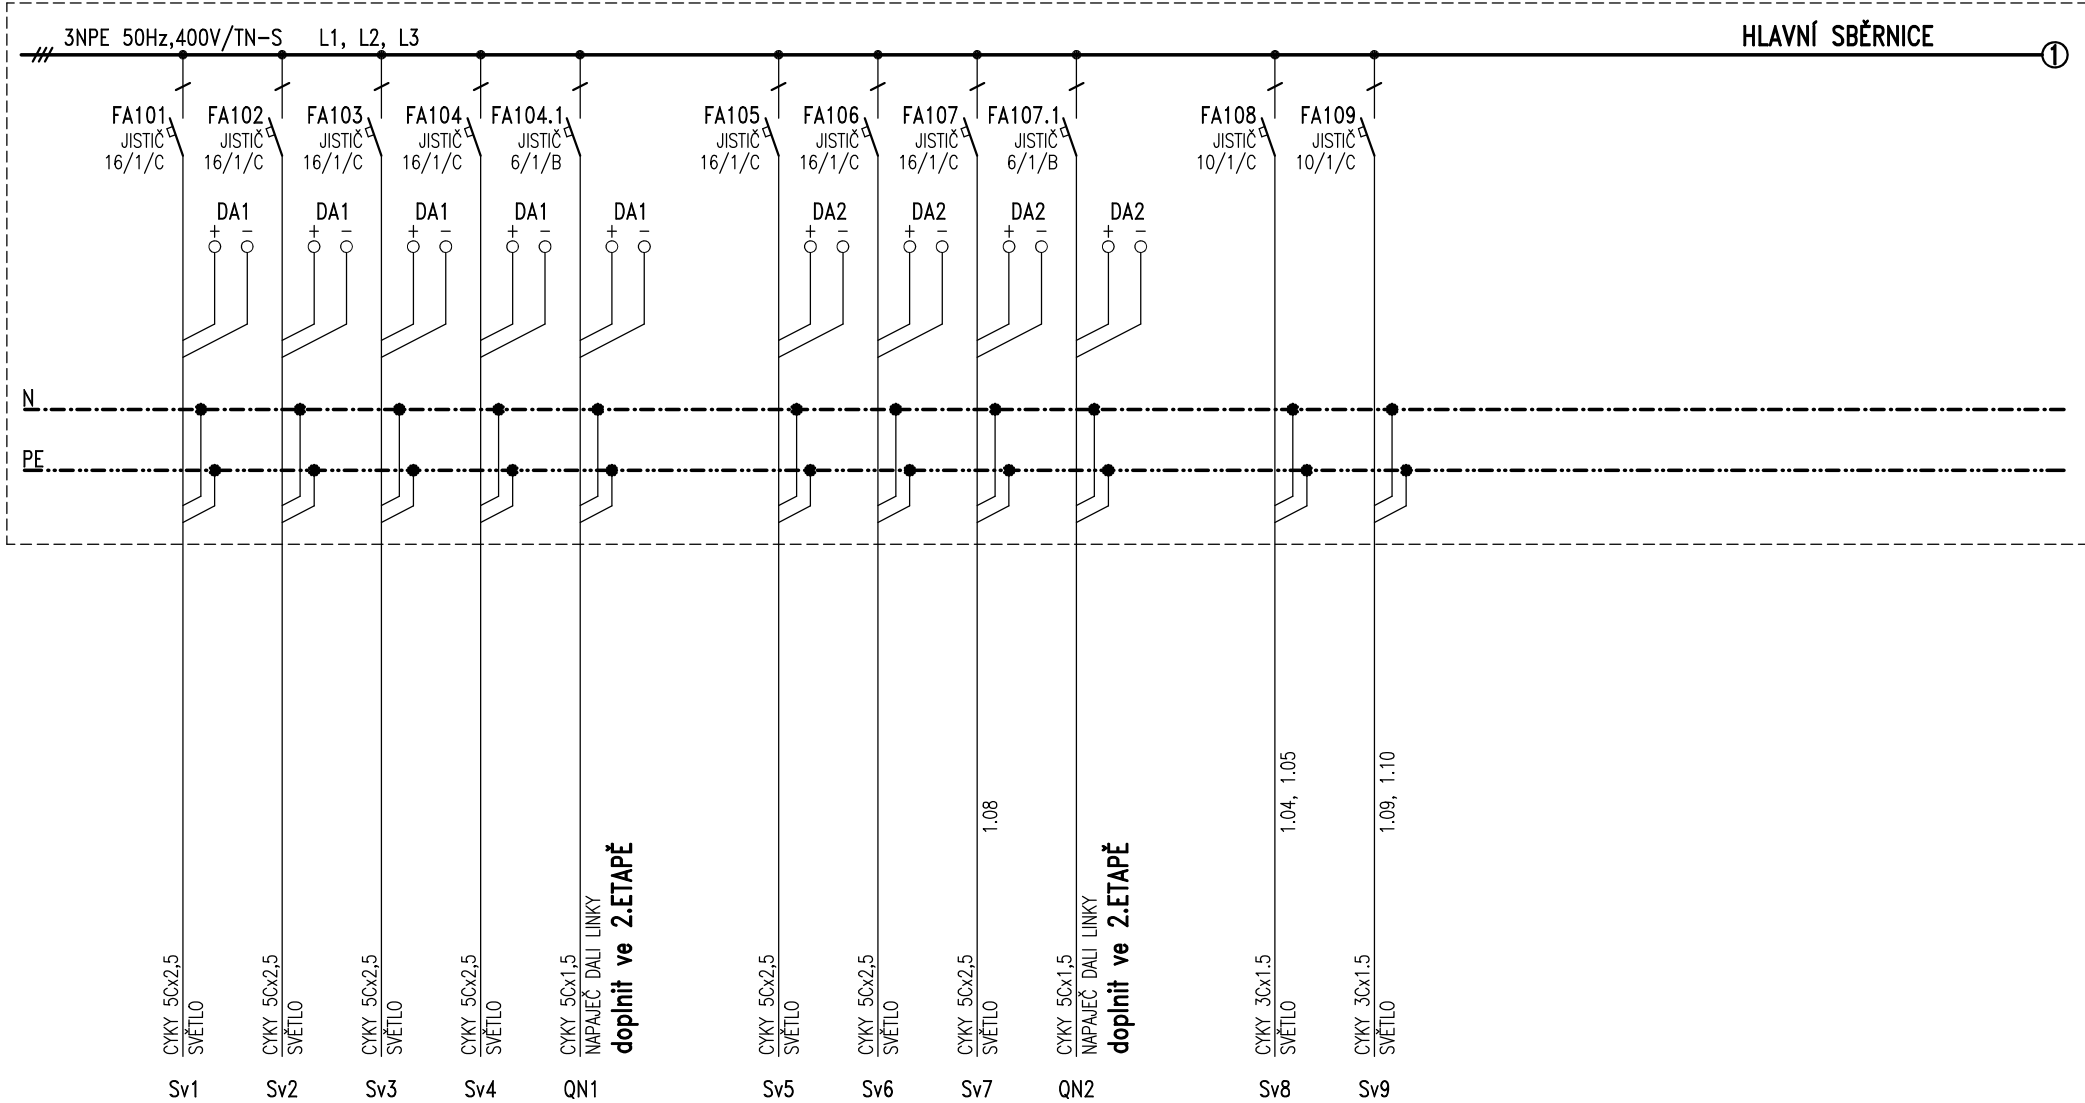 3NPE 50Hz,400V/TN-S L1, L2, L3
HLAVNÍ SBĚRNICE
1
FA101
JISTIČ
16/1/C
FA102
JISTIČ
16/1/C
FA103
JISTIČ
16/1/C
FA104
JISTIČ
16/1/C
FA104.1
JISTIČ
6/1/B
FA105
JISTIČ
16/1/C
FA106
JISTIČ
16/1/C
FA107
JISTIČ
16/1/C
FA107.1
JISTIČ
6/1/B
FA108
JISTIČ
10/1/C
FA109
JISTIČ
10/1/C
DA1
+ -
DA1
+ -
DA1
+ -
DA1
+ -
DA1
+ -
DA2
+ -
DA2
+ -
DA2
+ -
DA2
+ -
N
PE
CYKY 5Cx2,5
SVĚTLO
CYKY 5Cx2,5
SVĚTLO
CYKY 5Cx2,5
SVĚTLO
CYKY 5Cx2,5
SVĚTLO
CYKY 5Cx1,5
NAPAJEČ DALI LINKY
doplnit ve 2.ETAPĚ
CYKY 5Cx2,5
SVĚTLO
CYKY 5Cx2,5
SVĚTLO
CYKY 5Cx2,5
SVĚTLO
1.08
CYKY 5Cx1,5
NAPAJEČ DALI LINKY
doplnit ve 2.ETAPĚ
CYKY 3Cx1.5
SVĚTLO
1.04, 1.05
CYKY 3Cx1.5
SVĚTLO
1.09, 1.10
Sv1
Sv2
Sv3
Sv4
QN1
Sv5
Sv6
Sv7
QN2
Sv8
Sv9